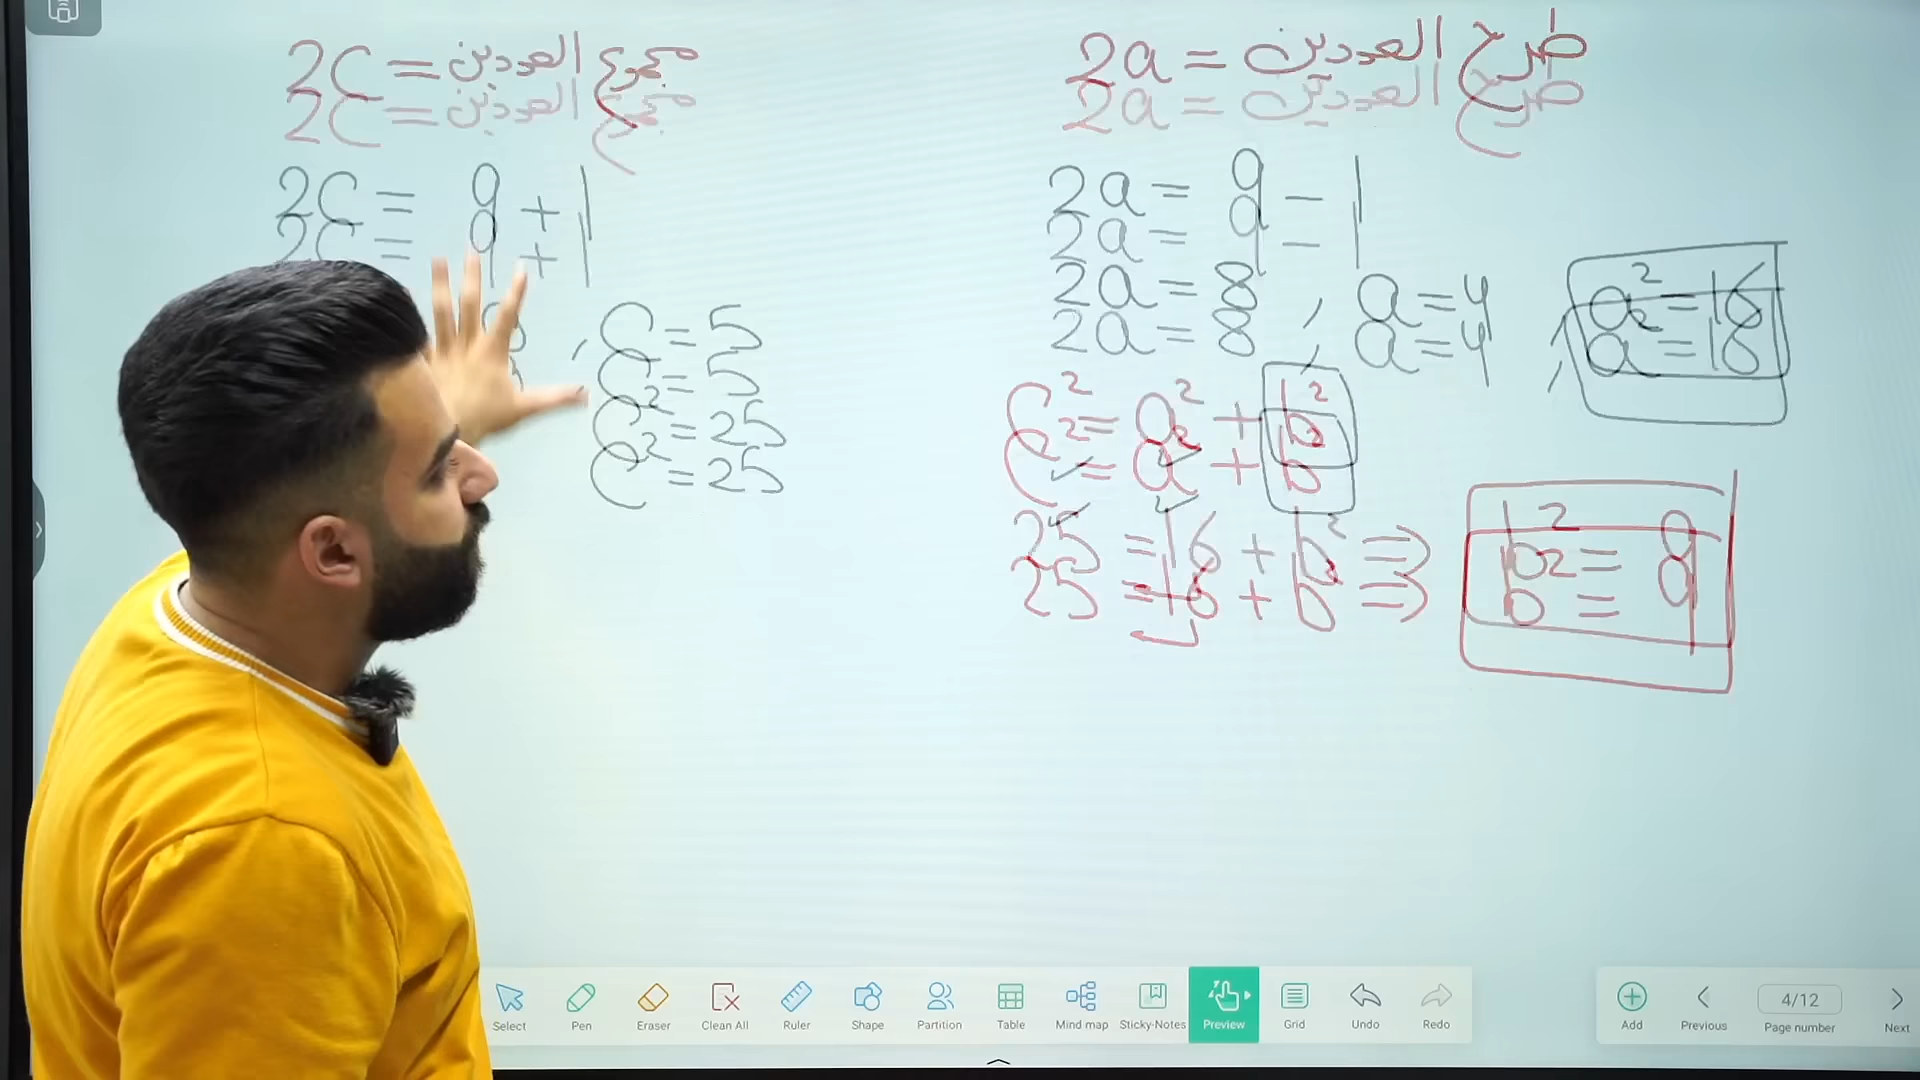 2c = مجموع العددين
2a = طرح العددين
2c = 9 + 1
2a = 9 - 1
c = 5
2a = 8 , a = 4
a² = 16
c² = 25
c² = a² + b²
25 = 16 + b² ⇒
b² = 9
Select Pen Eraser Clean All Ruler Shape Partition Table Mind map Sticky-Notes Preview Grid Undo Redo
Add Previous 4/12 Page number Next